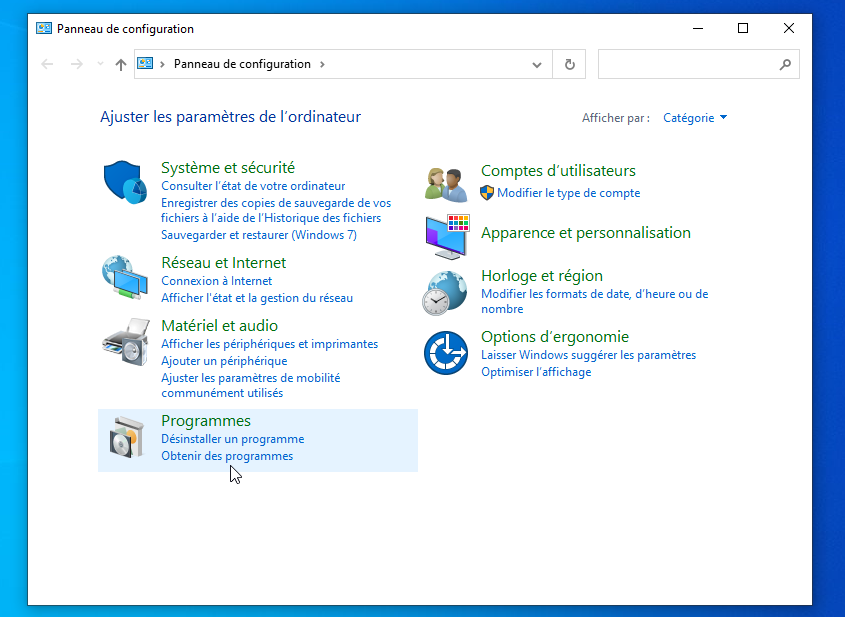 Panneau de configuration
Panneau de configuration
Ajuster les paramètres de l’ordinateur
Afficher par :
Catégorie
Système et sécurité
Consulter l’état de votre ordinateur
Enregistrer des copies de sauvegarde de vos
fichiers à l’aide de l’Historique des fichiers
Sauvegarder et restaurer (Windows 7)
Réseau et Internet
Connexion à Internet
Afficher l’état et la gestion du réseau
Matériel et audio
Afficher les périphériques et imprimantes
Ajouter un périphérique
Ajuster les paramètres de mobilité
communément utilisés
Programmes
Désinstaller un programme
Obtenir des programmes
Comptes d’utilisateurs
Modifier le type de compte
Apparence et personnalisation
Horloge et région
Modifier les formats de date, d’heure ou de
nombre
Options d’ergonomie
Laisser Windows suggérer les paramètres
Optimiser l’affichage